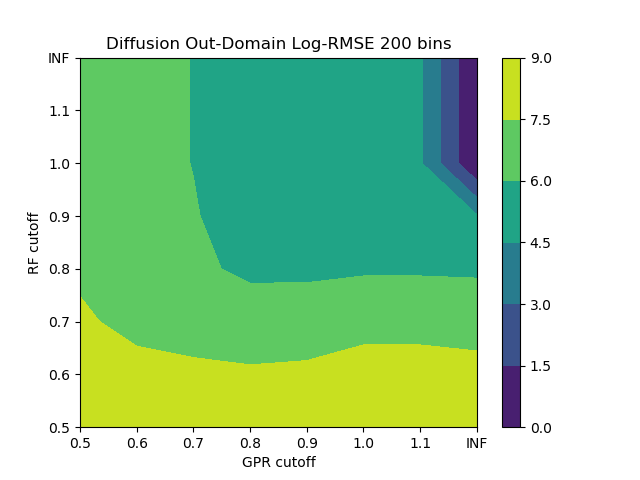 Diffusion Out-Domain Log-RMSE 200 bins
INF
1.1
1.0
0.9
0.8
0.7
0.6
0.5
RF cutoff
0.5 0.6 0.7 0.8 0.9 1.0 1.1 INF
GPR cutoff
9.0
7.5
6.0
4.5
3.0
1.5
0.0